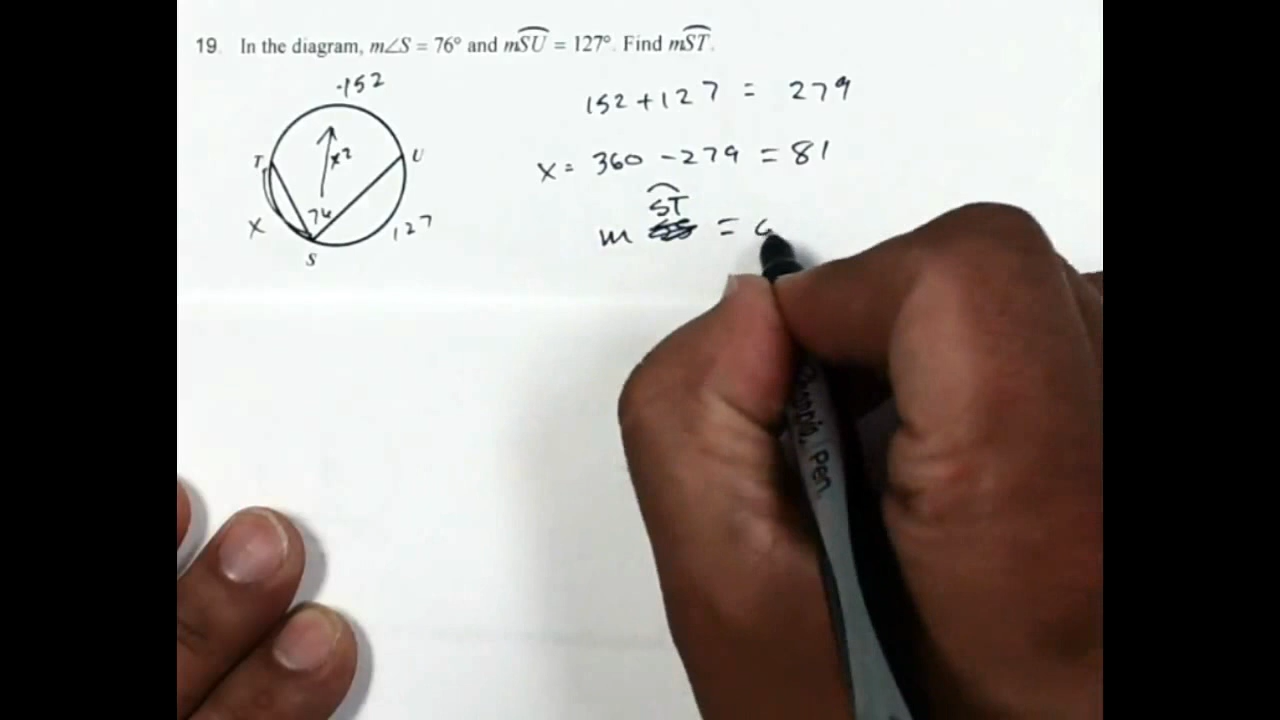 19. In the diagram, m∠S = 76° and mSU = 127°. Find mST.
152
152 + 127 = 279
T
x2
U
X = 360 - 279 = 81
X
76
127
S
ST
m =
Pen